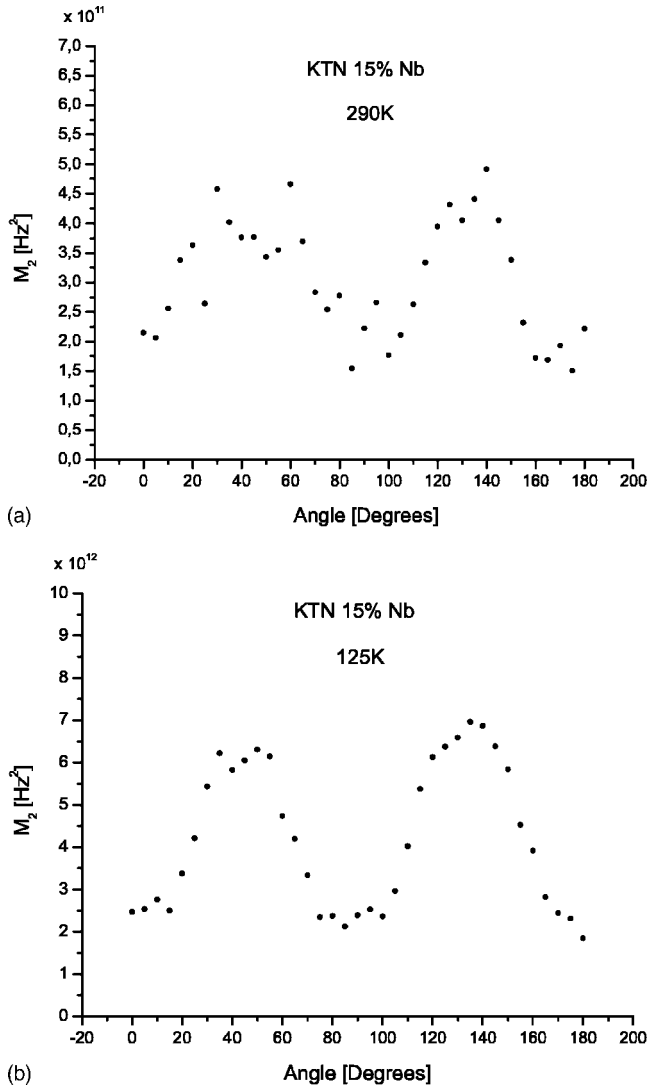 x 10¹¹
7,0
6,5
6,0
5,5
5,0
4,5
4,0
3,5
3,0
2,5
2,0
1,5
1,0
0,5
0,0
M₂ [Hz²]
KTN 15% Nb
290K
-20 0 20 40 60 80 100 120 140 160 180 200
Angle [Degrees]
(a)
x 10¹²
10
9
8
7
6
5
4
3
2
1
0
M₂ [Hz²]
KTN 15% Nb
125K
-20 0 20 40 60 80 100 120 140 160 180 200
Angle [Degrees]
(b)